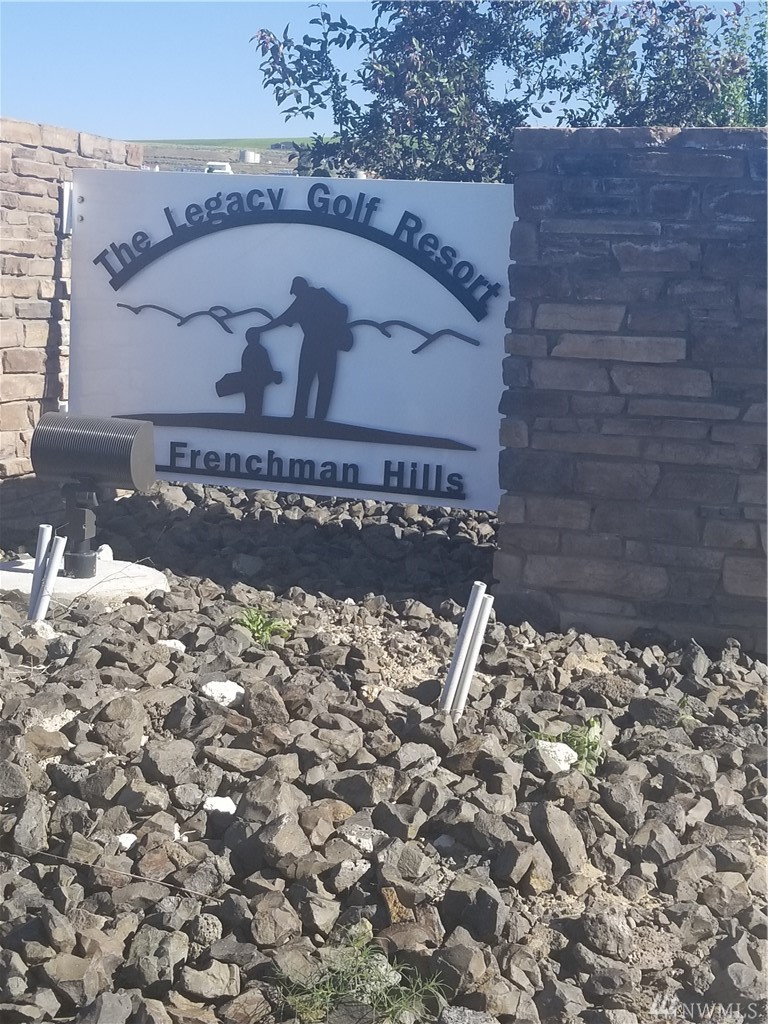 The Legacy Golf Resort
Frenchman Hills
NWMLS